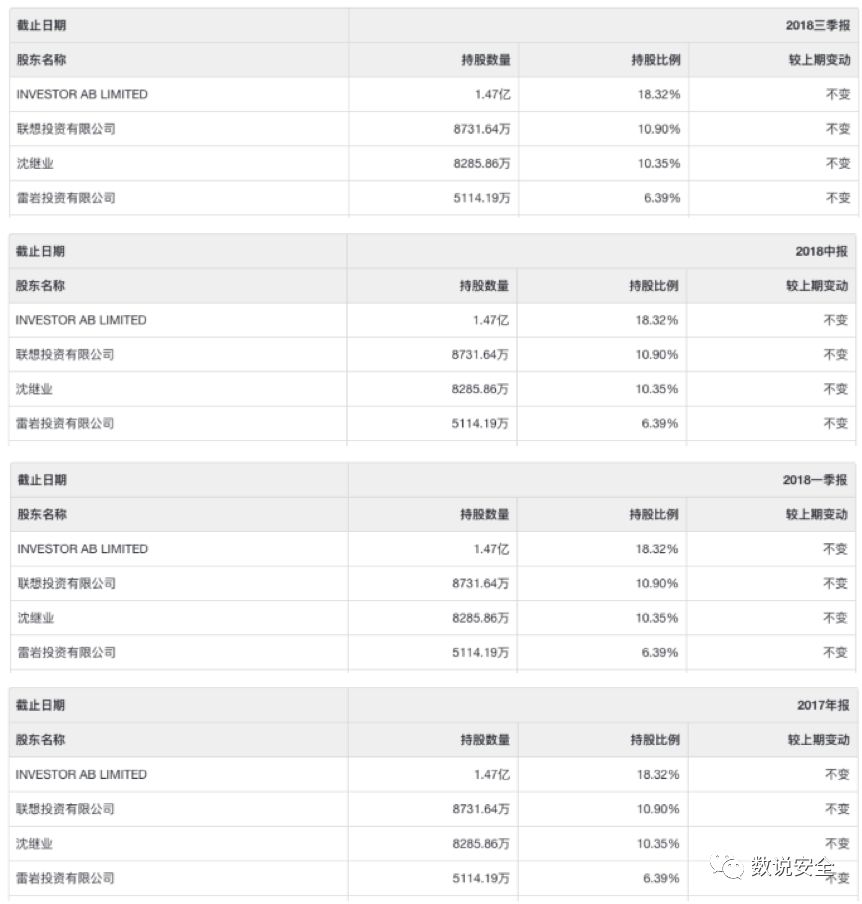 截止日期 2018三季报
股东名称 持股数量 持股比例 较上期变动
INVESTOR AB LIMITED 1.47亿 18.32% 不变
联想投资有限公司 8731.64万 10.90% 不变
沈继业 8285.86万 10.35% 不变
雷岩投资有限公司 5114.19万 6.39% 不变
截止日期 2018中报
股东名称 持股数量 持股比例 较上期变动
INVESTOR AB LIMITED 1.47亿 18.32% 不变
联想投资有限公司 8731.64万 10.90% 不变
沈继业 8285.86万 10.35% 不变
雷岩投资有限公司 5114.19万 6.39% 不变
截止日期 2018一季报
股东名称 持股数量 持股比例 较上期变动
INVESTOR AB LIMITED 1.47亿 18.32% 不变
联想投资有限公司 8731.64万 10.90% 不变
沈继业 8285.86万 10.35% 不变
雷岩投资有限公司 5114.19万 6.39% 不变
截止日期 2017年报
股东名称 持股数量 持股比例 较上期变动
INVESTOR AB LIMITED 1.47亿 18.32% 不变
联想投资有限公司 8731.64万 10.90% 不变
沈继业 8285.86万 10.35% 不变
数说安全
雷岩投资有限公司 5114.19万 6.39% 不变